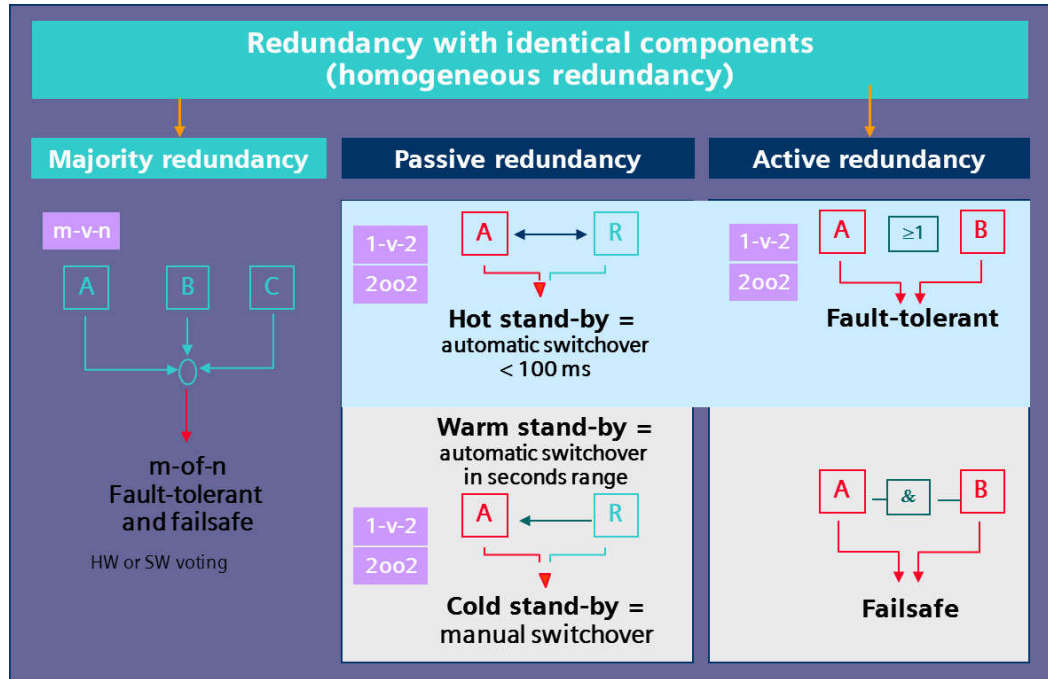 Redundancy with identical components
(homogeneous redundancy)
Majority redundancy
m-v-n
A B C
m-of-n
Fault-tolerant
and failsafe
HW or SW voting
Passive redundancy
1-v-2
2oo2
A R
Hot stand-by =
automatic switchover
< 100 ms
Warm stand-by =
automatic switchover
in seconds range
1-v-2
2oo2
A R
Cold stand-by =
manual switchover
Active redundancy
1-v-2
2oo2
A ≥1 B
Fault-tolerant
A & B
Failsafe